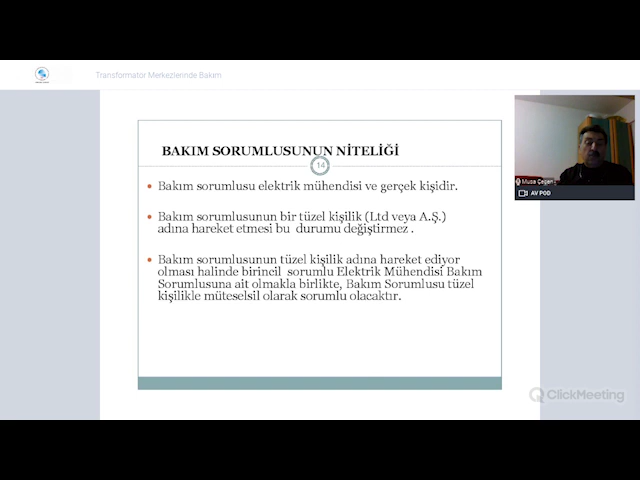 Transformatör Merkezlerinde Bakım
BAKIM SORUMLUSUNUN NİTELİĞİ
14
Bakım sorumlusu elektrik mühendisi ve gerçek kişidir.
Bakım sorumlusunun bir tüzel kişilik (Ltd veya A.Ş.)
adına hareket etmesi bu durumu değiştirmez .
Bakım sorumlusunun tüzel kişilik adına hareket ediyor
olması halinde birincil sorumlu Elektrik Mühendisi Bakım
Sorumlusuna ait olmakla birlikte, Bakım Sorumlusu tüzel
kişilikle müteselsil olarak sorumlu olacaktır.
Musa Çeçen
AV POD
ClickMeeting